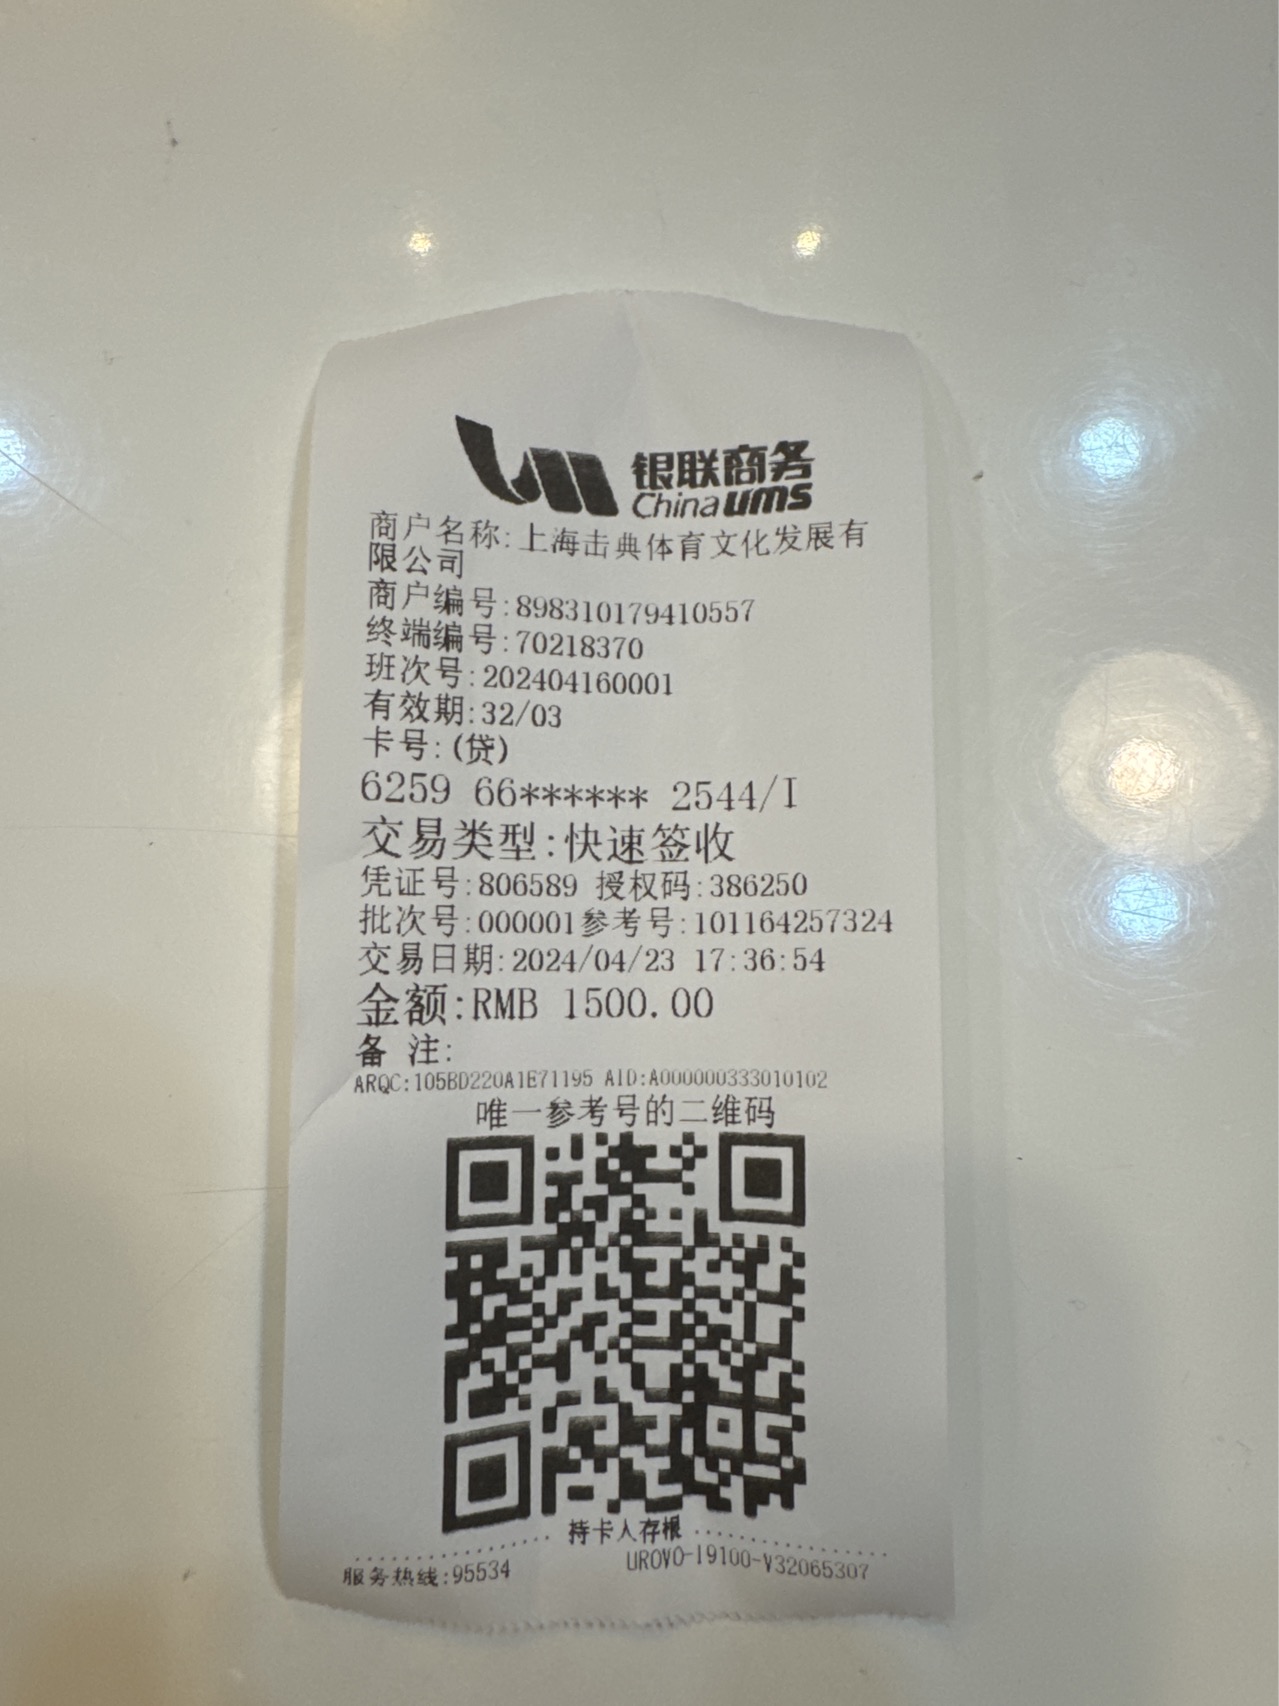 银联商务
China ums
商户名称:上海击典体育文化发展有
限公司
商户编号:898310179410557
终端编号:70218370
班次号:202404160001
有效期:32/03
卡号:(贷)
6259 66****** 2544/I
交易类型:快速签收
凭证号:806589 授权码:386250
批次号:000001参考号:101164257324
交易日期:2024/04/23 17:36:54
金额:RMB 1500.00
备 注:
ARQC:105BD220A1E71195 AID:A000000333010102
唯一参考号的二维码
持卡人存根
服务热线:95534 UROVO-I9100-V32065307